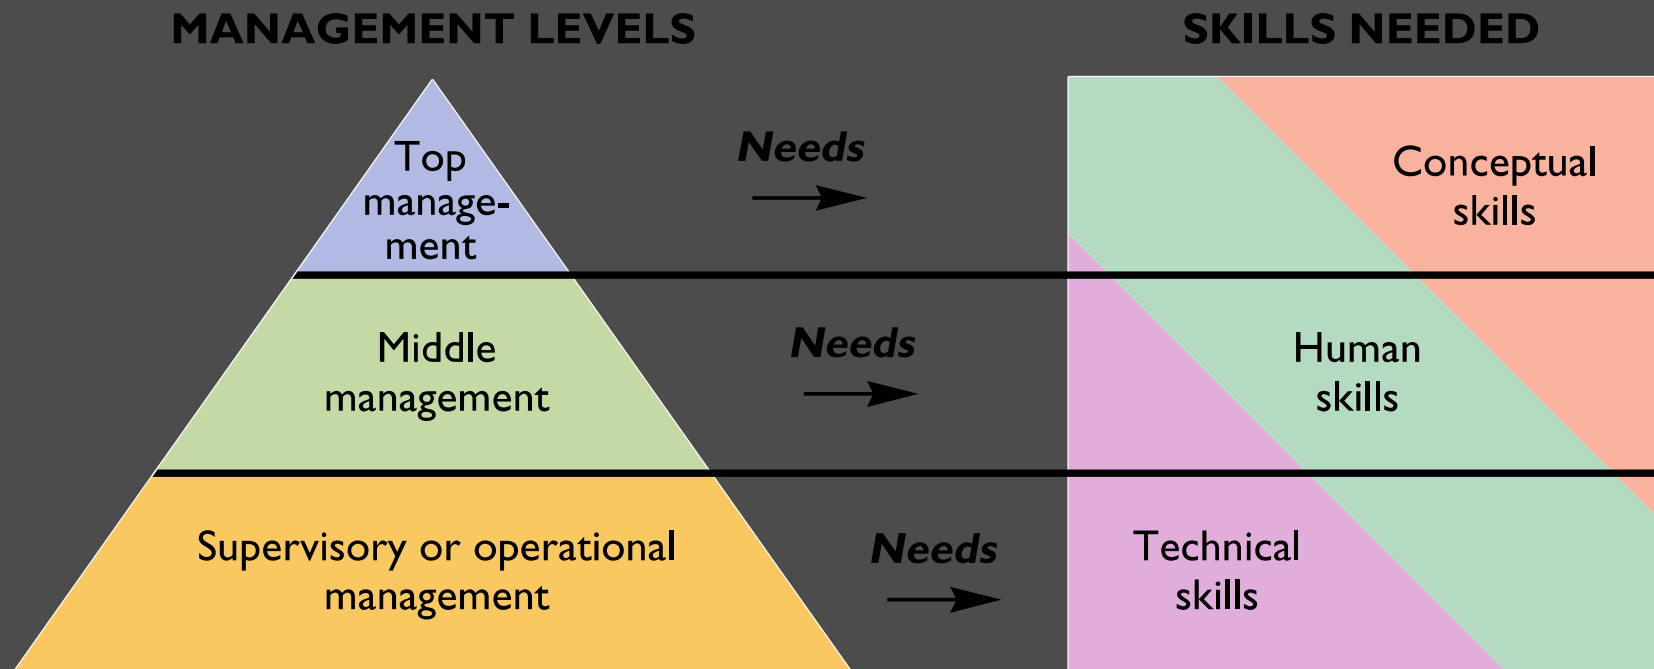 MANAGEMENT LEVELS
SKILLS NEEDED
Top
manage-
ment
Needs
Conceptual
skills
Middle
management
Needs
Human
skills
Supervisory or operational
management
Needs
Technical
skills